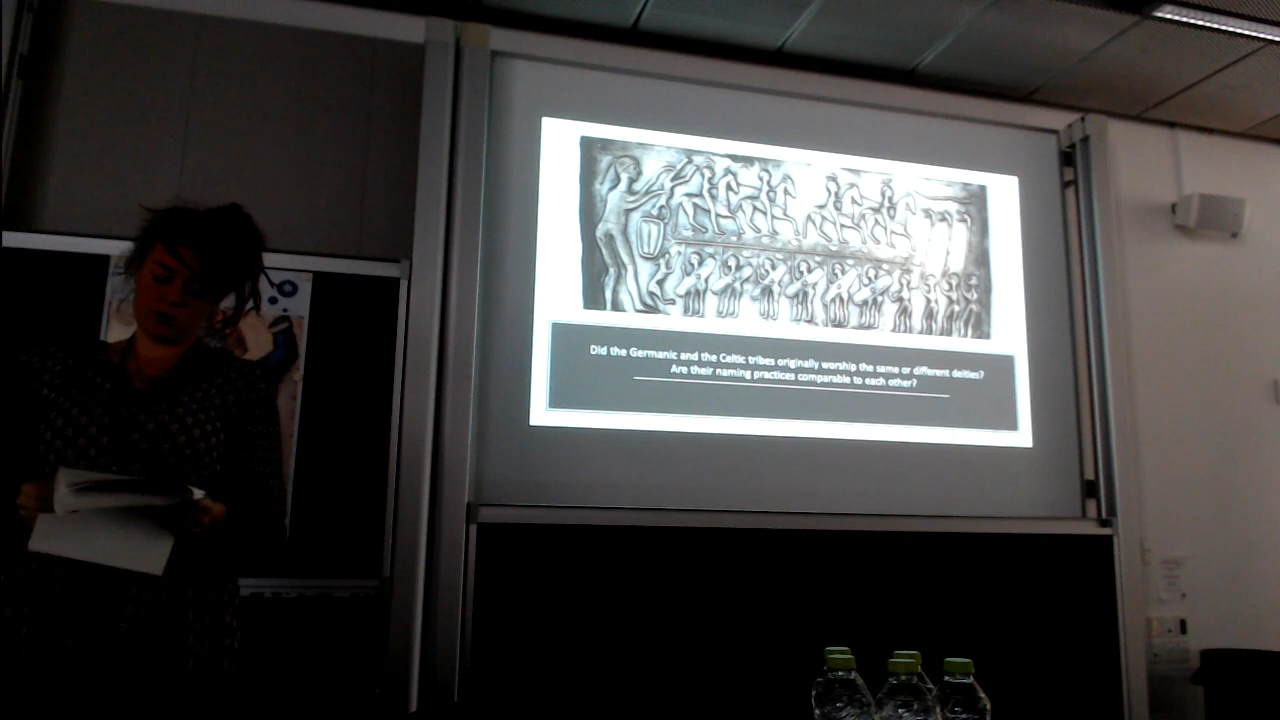 Did the Germanic and the Celtic tribes originally worship the same or different deities?
Are their naming practices comparable to each other?